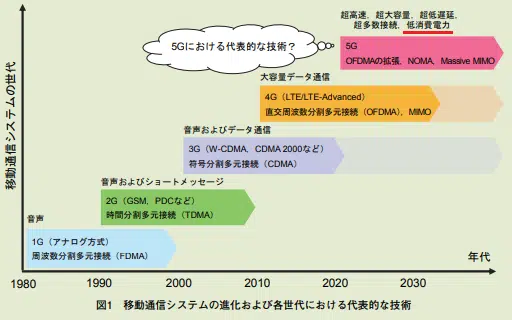 超高速，超大容量，超低遅延，
超多数接続，低消費電力
5Gにおける代表的な技術？
5G
OFDMAの拡張，NOMA，Massive MIMO
大容量データ通信
4G（LTE/LTE-Advanced）
直交周波数分割多元接続（OFDMA），MIMO
音声およびデータ通信
3G（W-CDMA，CDMA 2000など）
符号分割多元接続（CDMA）
音声およびショートメッセージ
2G（GSM，PDCなど）
時間分割多元接続（TDMA）
音声
1G（アナログ方式）
周波数分割多元接続（FDMA）
移動通信システムの世代
年代
1980 1990 2000 2010 2020 2030
図1 移動通信システムの進化および各世代における代表的な技術